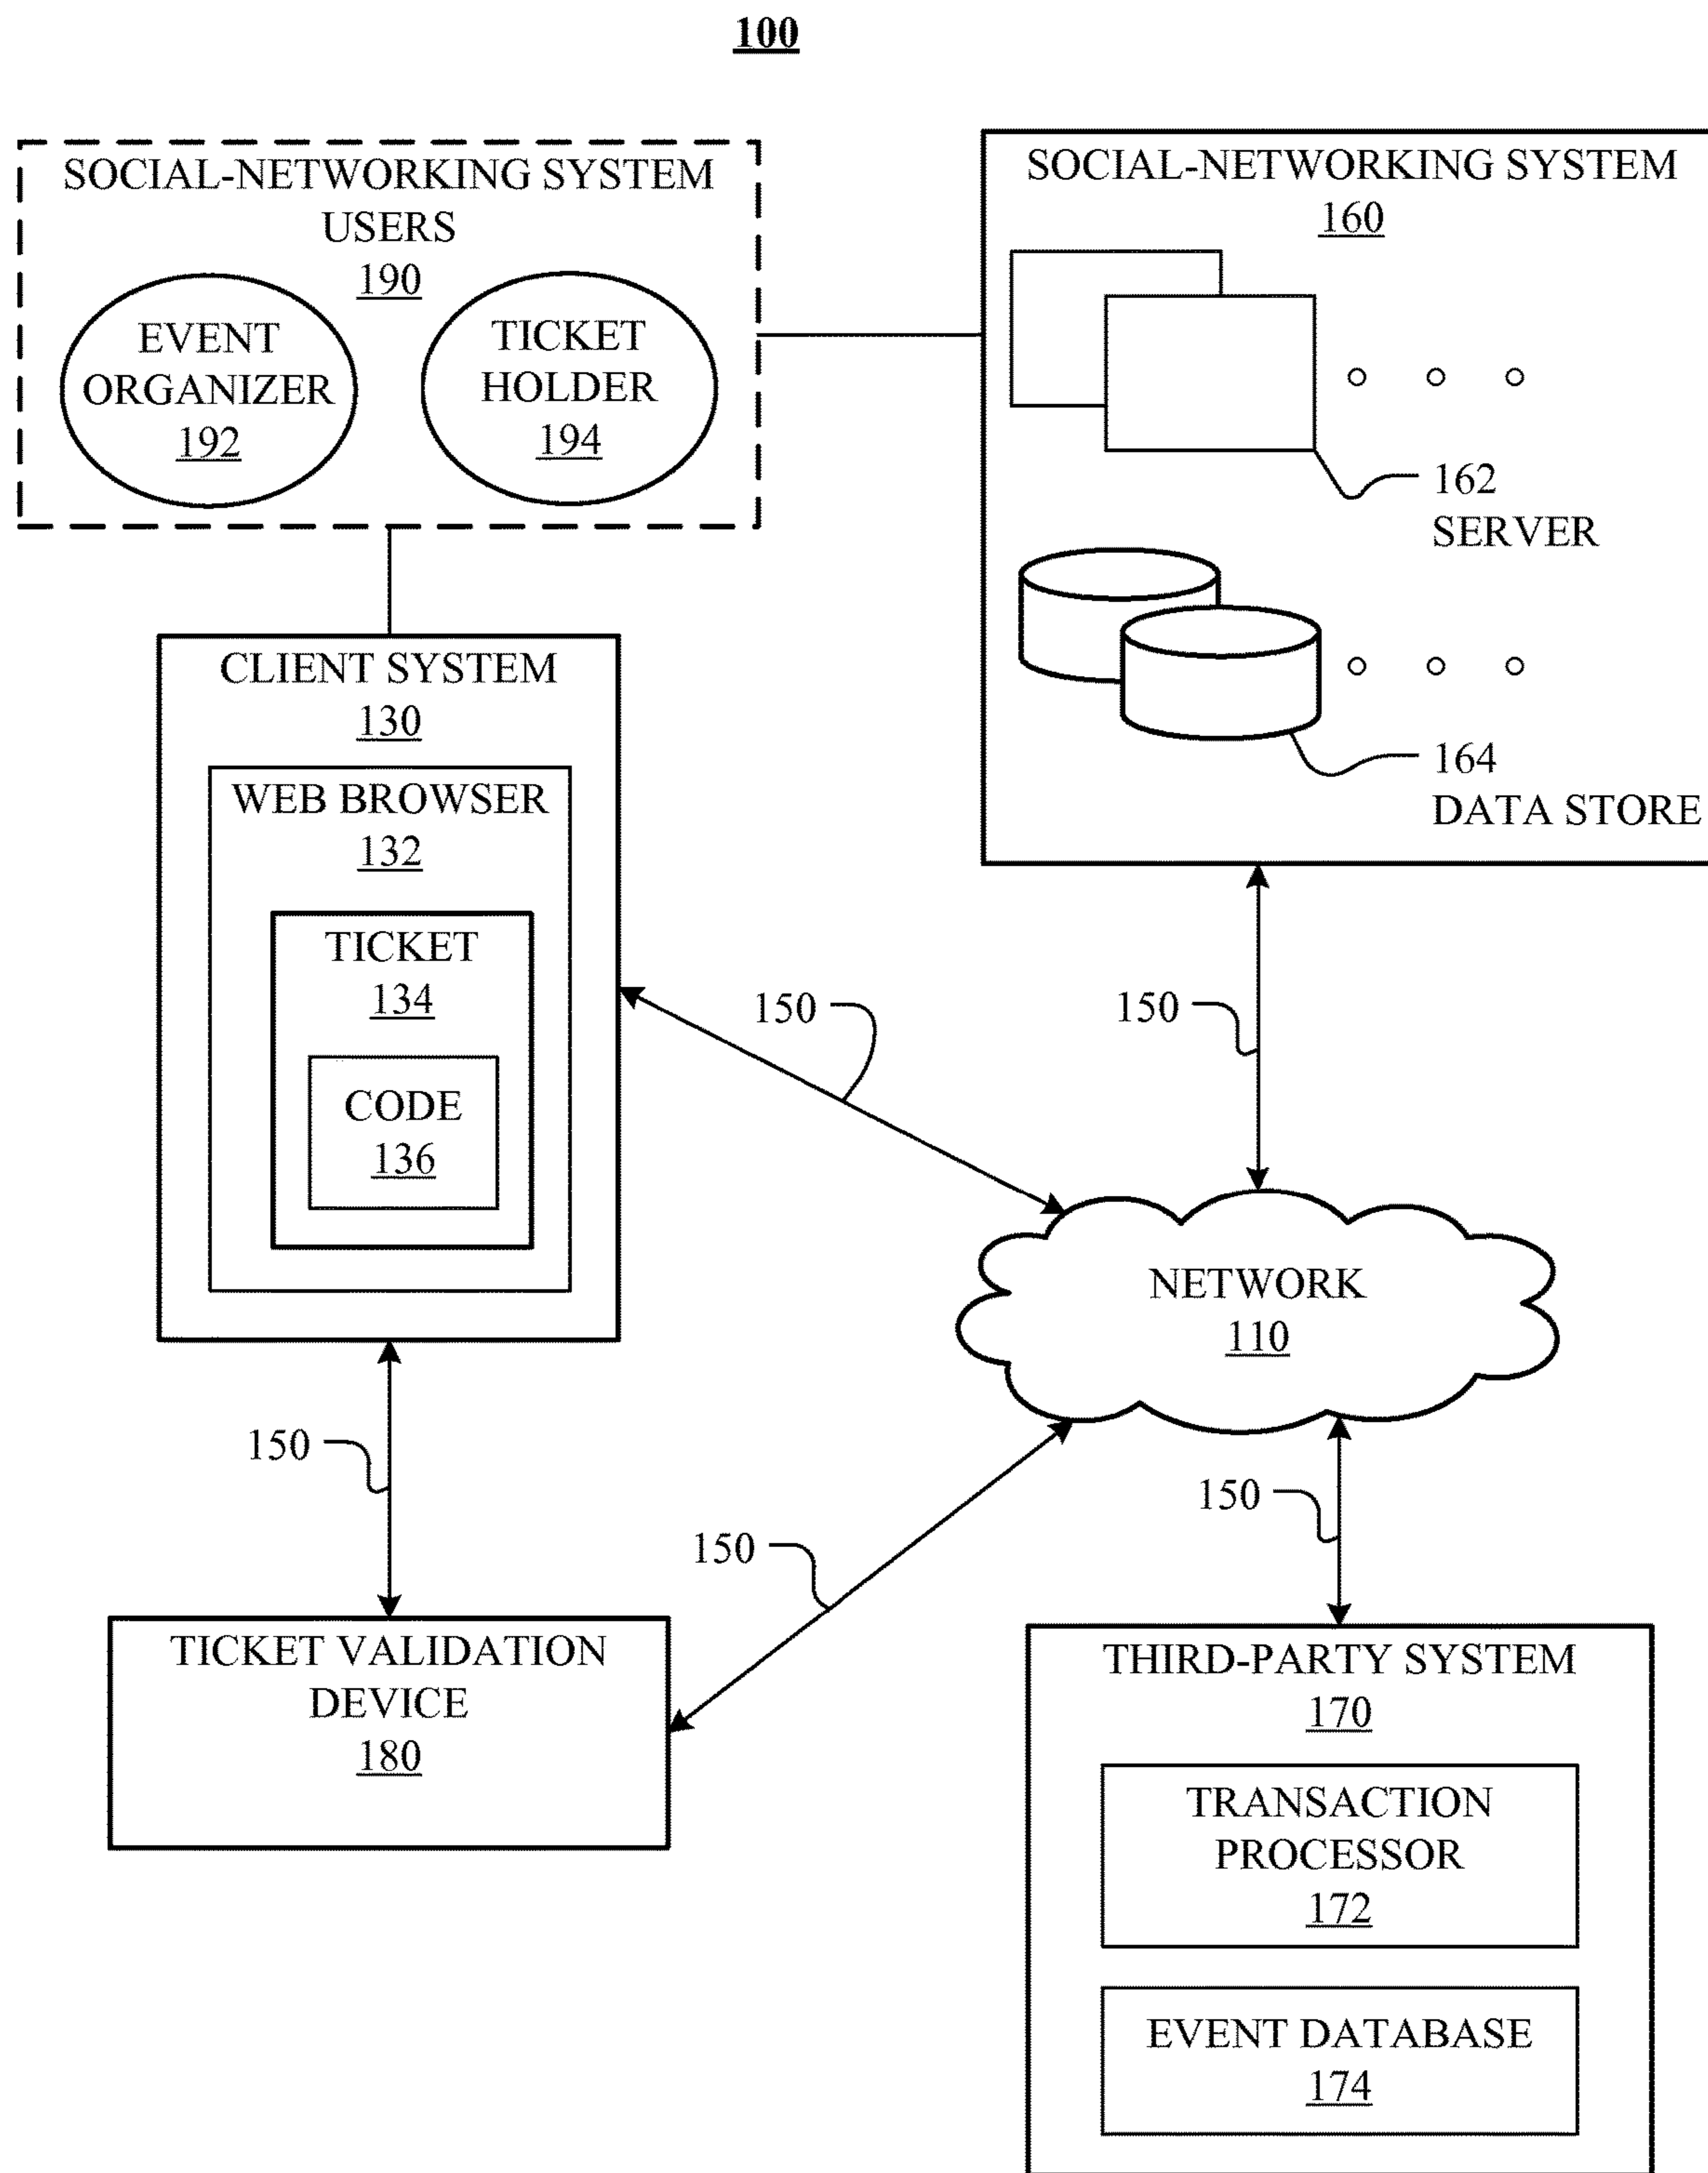 100
SOCIAL-NETWORKING SYSTEM
USERS
190
EVENT
ORGANIZER
192
TICKET
HOLDER
194
SOCIAL-NETWORKING SYSTEM
160
162
SERVER
164
DATA STORE
CLIENT SYSTEM
130
WEB BROWSER
132
TICKET
134
CODE
136
150
150
NETWORK
110
150
150
150
TICKET VALIDATION
DEVICE
180
THIRD-PARTY SYSTEM
170
TRANSACTION
PROCESSOR
172
EVENT DATABASE
174